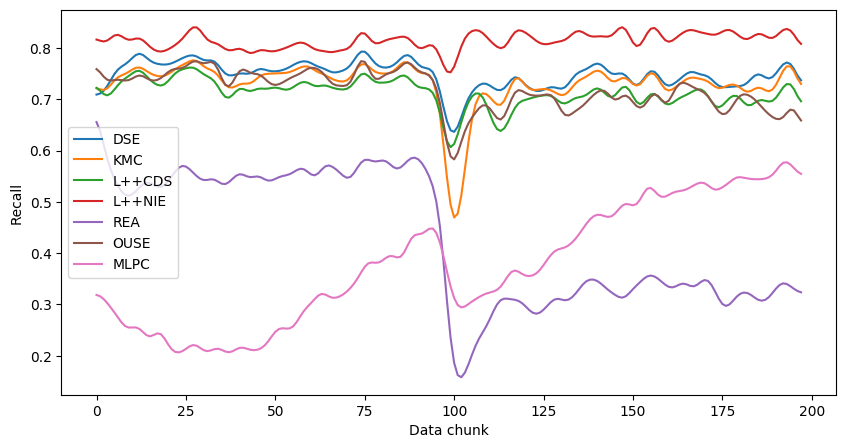 0.8
0.7
0.6
0.5
0.4
0.3
0.2
Recall
DSE
KMC
L++CDS
L++NIE
REA
OUSE
MLPC
0 25 50 75 100 125 150 175 200
Data chunk